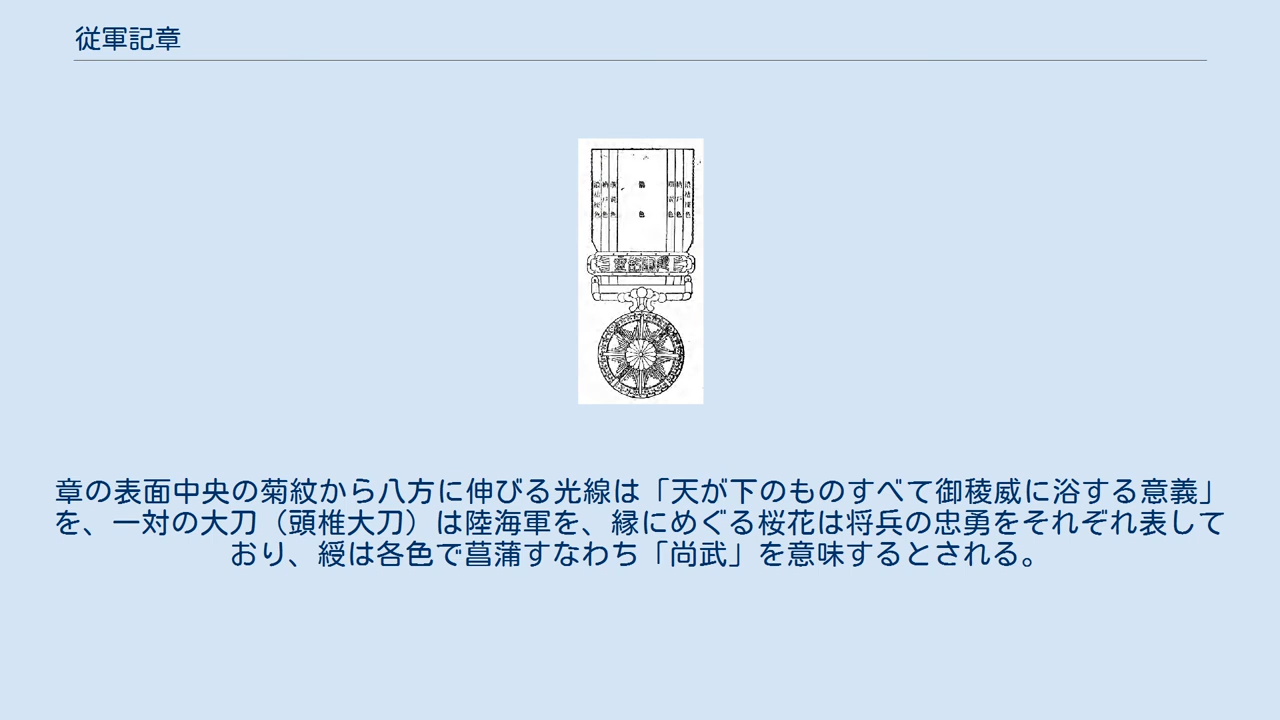 従軍記章
章の表面中央の菊紋から八方に伸びる光線は「天が下のものすべて御稜威に浴する意義」
を、一対の大刀（頭椎大刀）は陸海軍を、縁にめぐる桜花は将兵の忠勇をそれぞれ表して
おり、綬は各色で菖蒲すなわち「尚武」を意味するとされる。